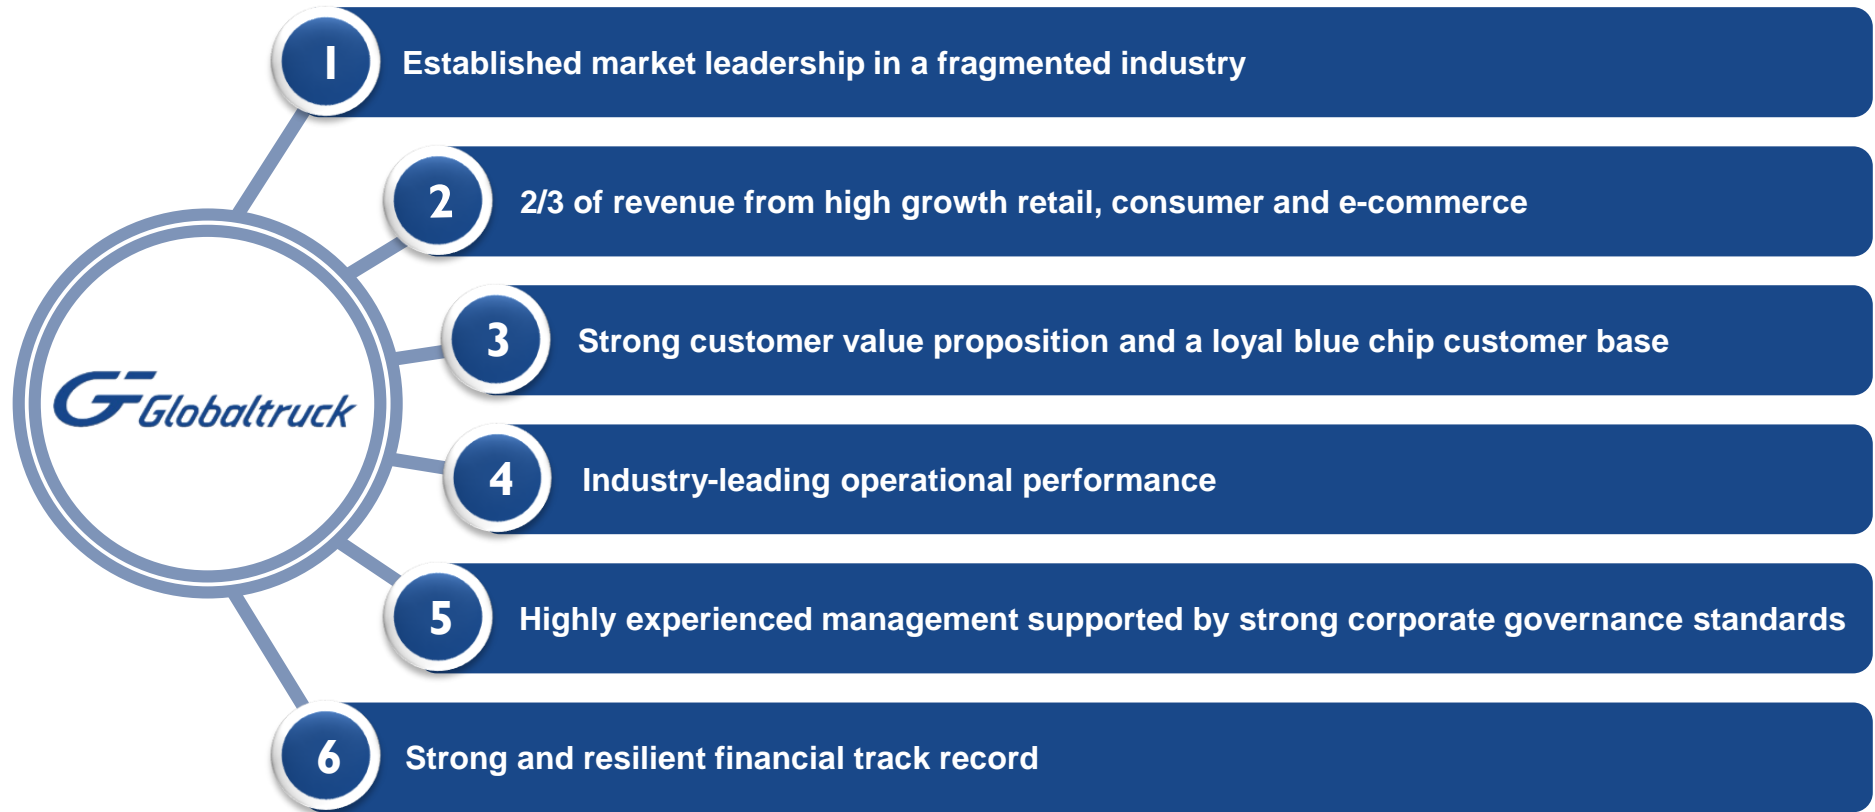 1
Established market leadership in a fragmented industry
2
2/3 of revenue from high growth retail, consumer and e-commerce
3
Strong customer value proposition and a loyal blue chip customer base
GT Globaltruck
4
Industry-leading operational performance
5
Highly experienced management supported by strong corporate governance standards
6
Strong and resilient financial track record